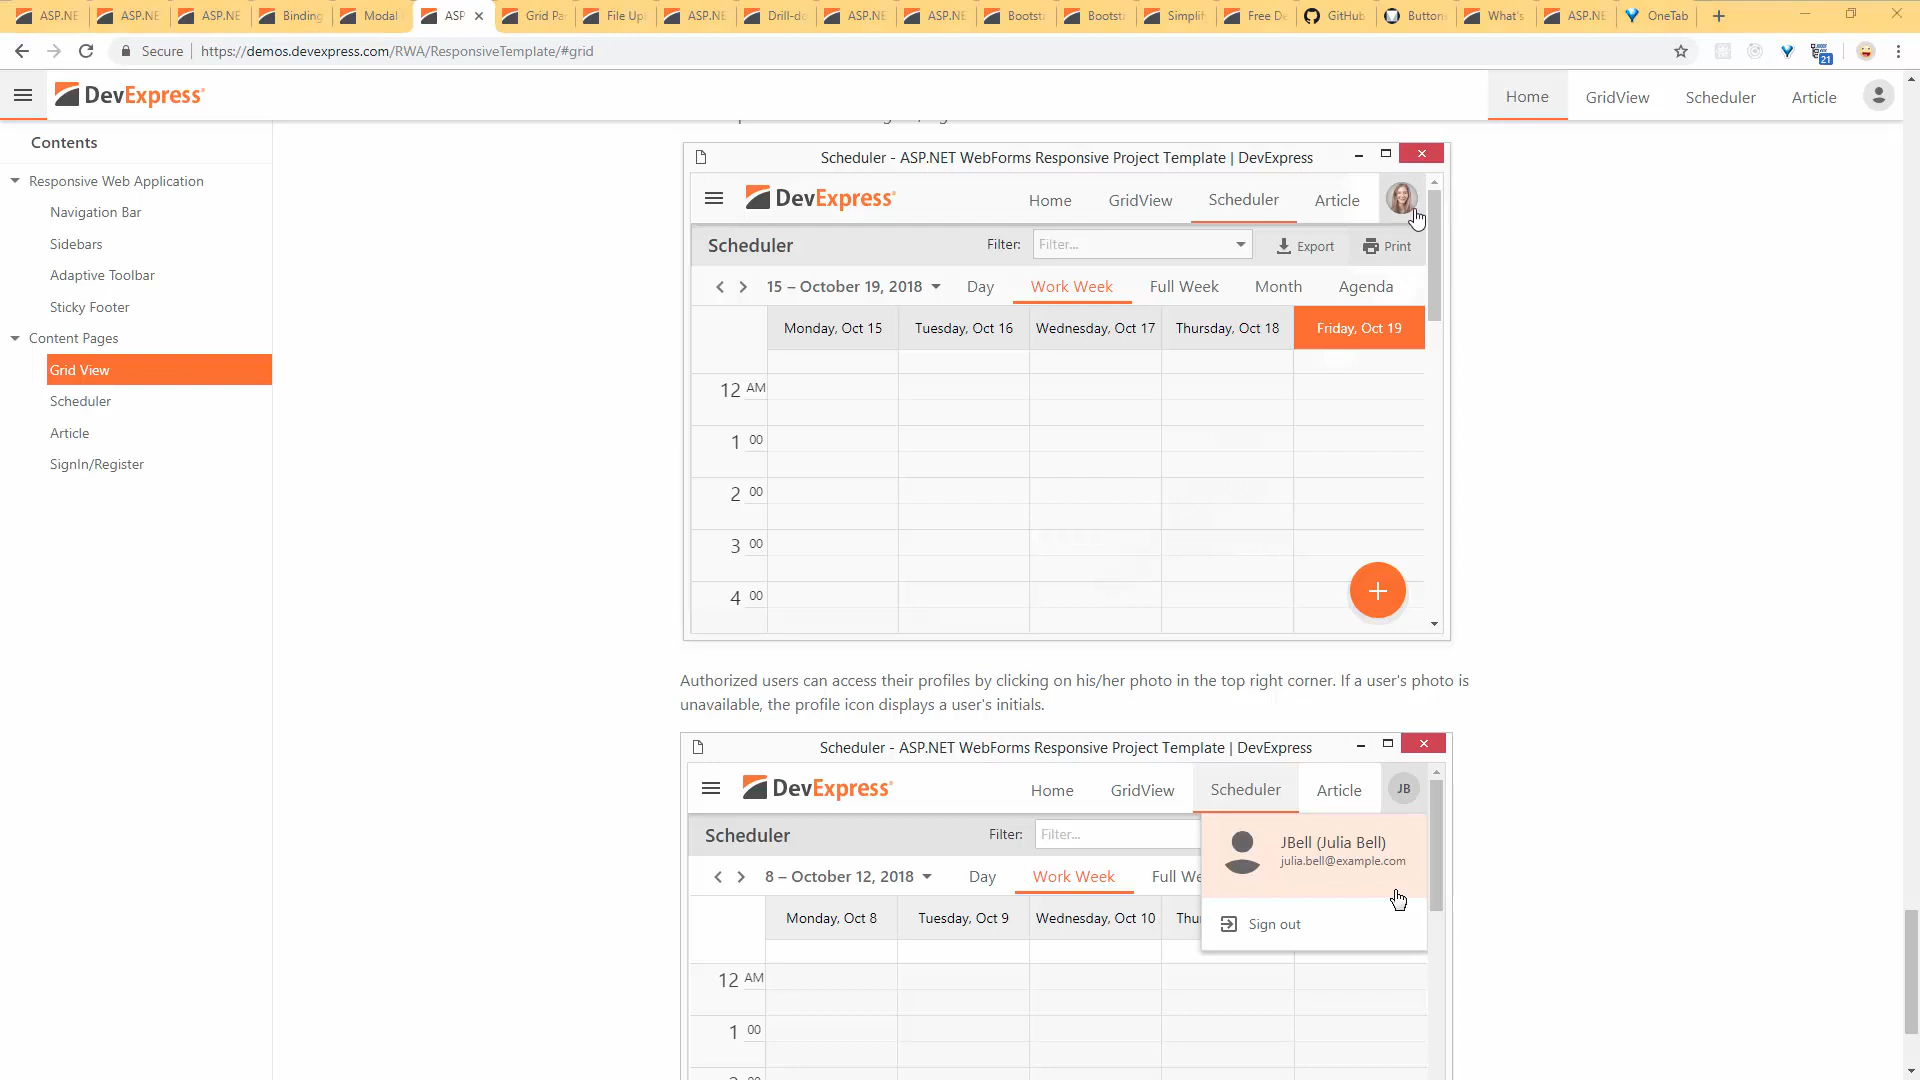 ASP.NE
ASP.NE
ASP.NE
Binding
Modal
ASP
Grid Pa
File Up
ASP.NE
Drill-do
ASP.NE
ASP.NE
Bootst
Bootst
Simplif
Free De
GitHub
Button
What's
ASP.NE
OneTab
Secure
https://demos.devexpress.com/RWA/ResponsiveTemplate/#grid
21
DevExpress
Home
GridView
Scheduler
Article
Contents
Responsive Web Application
Navigation Bar
Sidebars
Adaptive Toolbar
Sticky Footer
Content Pages
Grid View
Scheduler
Article
SignIn/Register
Scheduler - ASP.NET WebForms Responsive Project Template | DevExpress
DevExpress
Home
GridView
Scheduler
Article
Scheduler
Filter:
Filter...
Export
Print
15 – October 19, 2018
Day
Work Week
Full Week
Month
Agenda
Monday, Oct 15
Tuesday, Oct 16
Wednesday, Oct 17
Thursday, Oct 18
Friday, Oct 19
12 AM
1 00
2 00
3 00
4 00
Authorized users can access their profiles by clicking on his/her photo in the top right corner. If a user's photo is
unavailable, the profile icon displays a user's initials.
Scheduler - ASP.NET WebForms Responsive Project Template | DevExpress
DevExpress
Home
GridView
Scheduler
Article
JB
Scheduler
Filter:
Filter...
JBell (Julia Bell)
julia.bell@example.com
Sign out
8 – October 12, 2018
Day
Work Week
Full We
Monday, Oct 8
Tuesday, Oct 9
Wednesday, Oct 10
Thu
12 AM
1 00